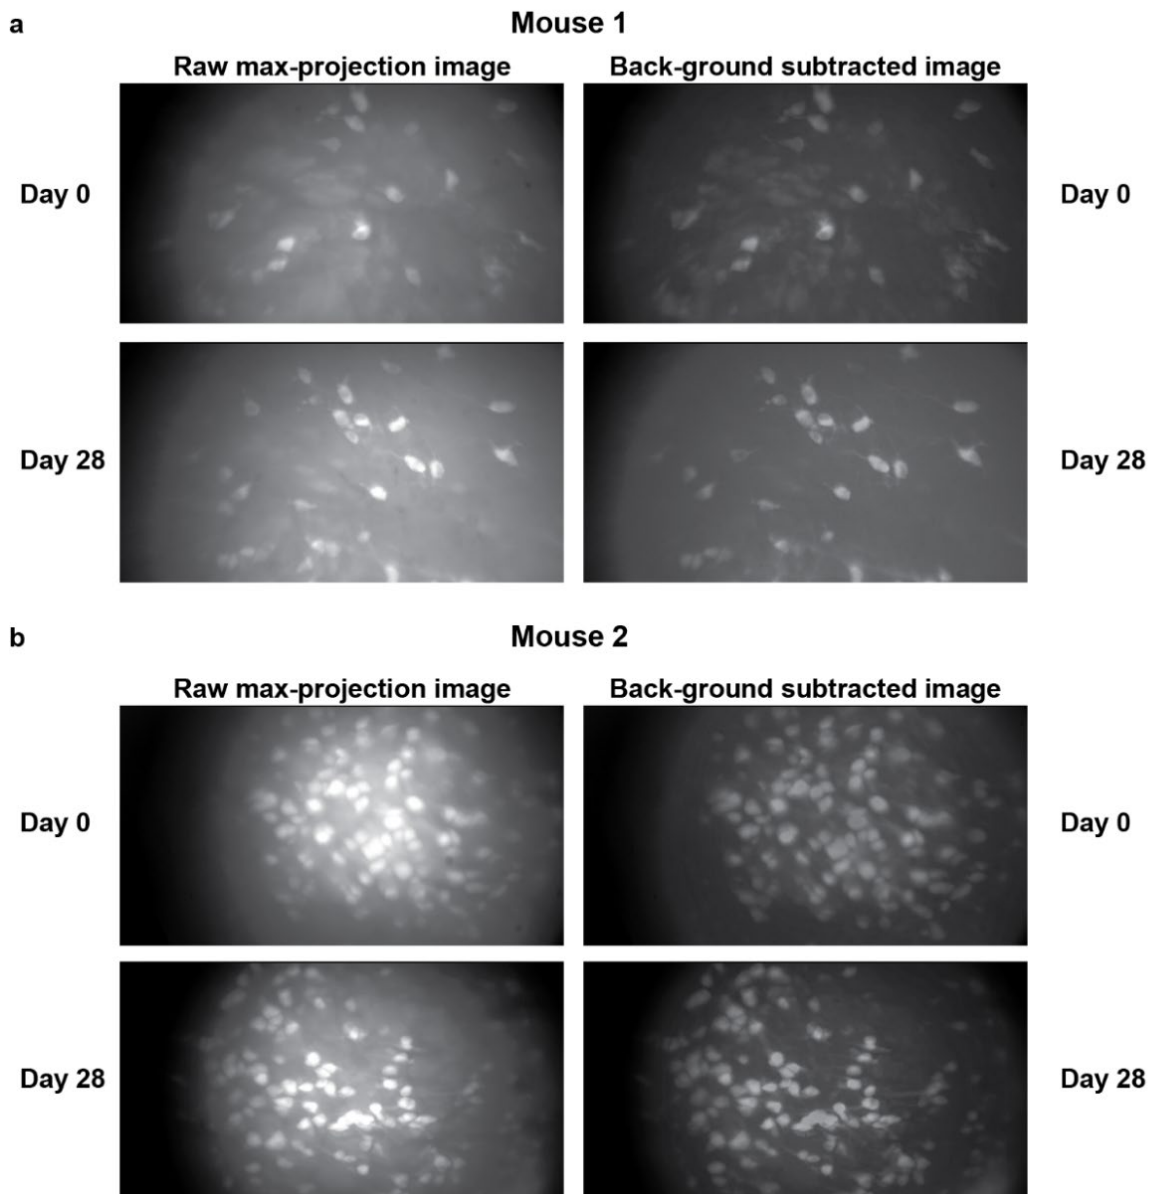 a
Mouse 1
Raw max-projection image
Back-ground subtracted image
Day 0
Day 0
Day 28
Day 28
b
Mouse 2
Raw max-projection image
Back-ground subtracted image
Day 0
Day 0
Day 28
Day 28